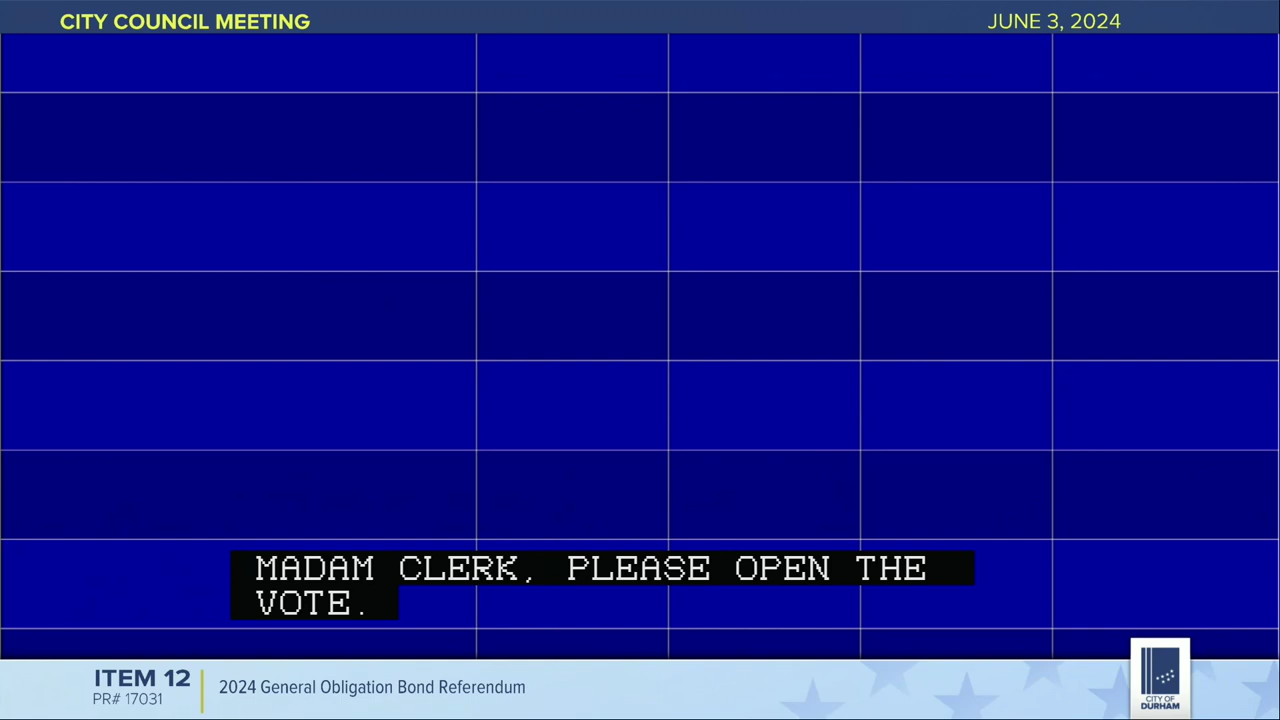 CITY COUNCIL MEETING
JUNE 3, 2024
MADAM CLERK, PLEASE OPEN THE
VOTE.
ITEM 12
PR# 17031
2024 General Obligation Bond Referendum
CITY OF
DURHAM